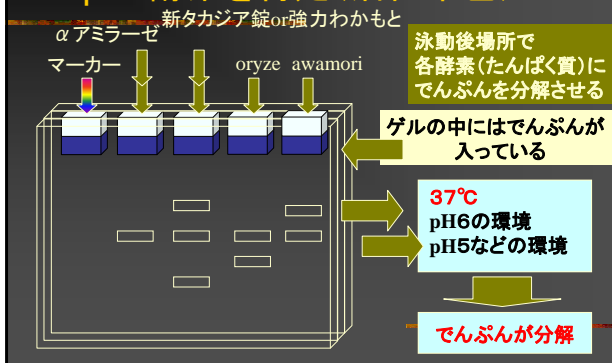 新タカジア錠or強力わかもと
αアミラーゼ
マーカー
oryze awamori
泳動後場所で
各酵素(たんぱく質)に
でんぷんを分解させる
ゲルの中にはでんぷんが
入っている
37℃
pH6の環境
pH5などの環境
でんぷんが分解